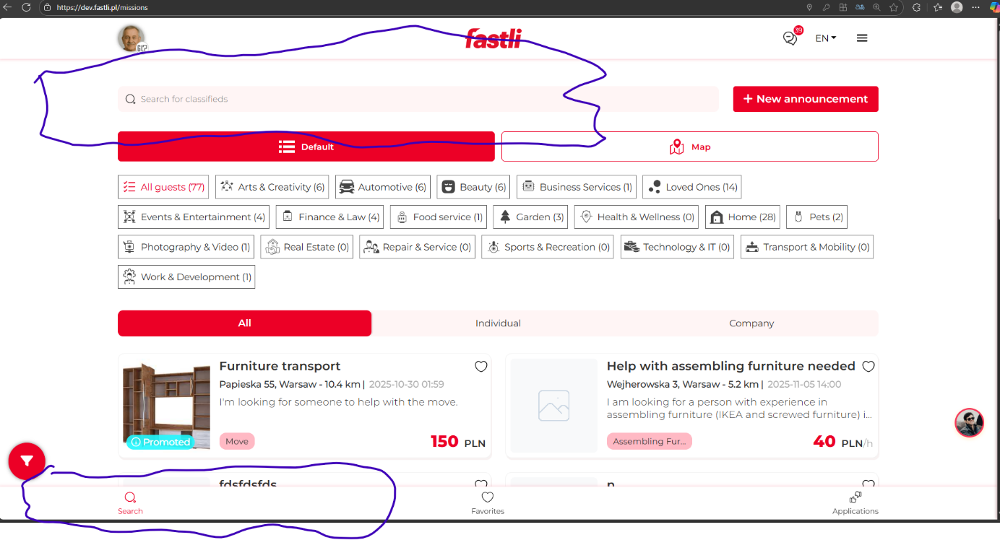 https://dev.fastli.pl/missions
fastli
39
EN
Search for classifieds
+ New announcement
Default
Map
All guests (77)
Arts & Creativity (6)
Automotive (6)
Beauty (6)
Business Services (1)
Loved Ones (14)
Events & Entertainment (4)
Finance & Law (4)
Food service (1)
Garden (3)
Health & Wellness (0)
Home (28)
Pets (2)
Photography & Video (1)
Real Estate (0)
Repair & Service (0)
Sports & Recreation (0)
Technology & IT (0)
Transport & Mobility (0)
Work & Development (1)
All
Individual
Company
Furniture transport
Papieska 55, Warsaw - 10.4 km | 2025-10-30 01:59
I'm looking for someone to help with the move.
Promoted
Move
150 PLN
Help with assembling furniture needed
Wejherowska 3, Warsaw - 5.2 km | 2025-11-05 14:00
I am looking for a person with experience in
assembling furniture (IKEA and screwed furniture) i...
Assembling Fur...
40 PLN/h
fdsfdsfds
n
Search
Favorites
Applications